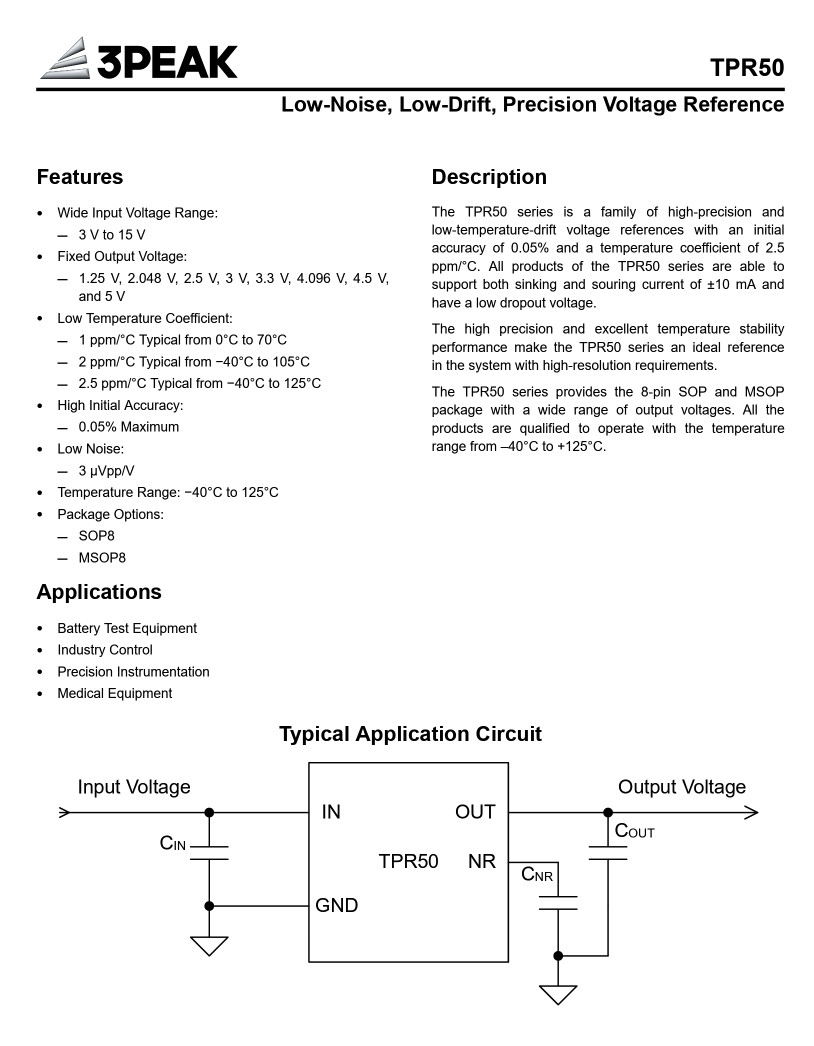 3PEAK
TPR50
Low-Noise, Low-Drift, Precision Voltage Reference
Features
• Wide Input Voltage Range:
— 3 V to 15 V
• Fixed Output Voltage:
— 1.25 V, 2.048 V, 2.5 V, 3 V, 3.3 V, 4.096 V, 4.5 V,
and 5 V
• Low Temperature Coefficient:
— 1 ppm/°C Typical from 0°C to 70°C
— 2 ppm/°C Typical from −40°C to 105°C
— 2.5 ppm/°C Typical from −40°C to 125°C
• High Initial Accuracy:
— 0.05% Maximum
• Low Noise:
— 3 μVpp/V
• Temperature Range: −40°C to 125°C
• Package Options:
— SOP8
— MSOP8
Applications
• Battery Test Equipment
• Industry Control
• Precision Instrumentation
• Medical Equipment
Description
The TPR50 series is a family of high-precision and
low-temperature-drift voltage references with an initial
accuracy of 0.05% and a temperature coefficient of 2.5
ppm/°C. All products of the TPR50 series are able to
support both sinking and souring current of ±10 mA and
have a low dropout voltage.
The high precision and excellent temperature stability
performance make the TPR50 series an ideal reference
in the system with high-resolution requirements.
The TPR50 series provides the 8-pin SOP and MSOP
package with a wide range of output voltages. All the
products are qualified to operate with the temperature
range from –40°C to +125°C.
Typical Application Circuit
Input Voltage
Output Voltage
IN
OUT
CIN
COUT
TPR50
NR
CNR
GND